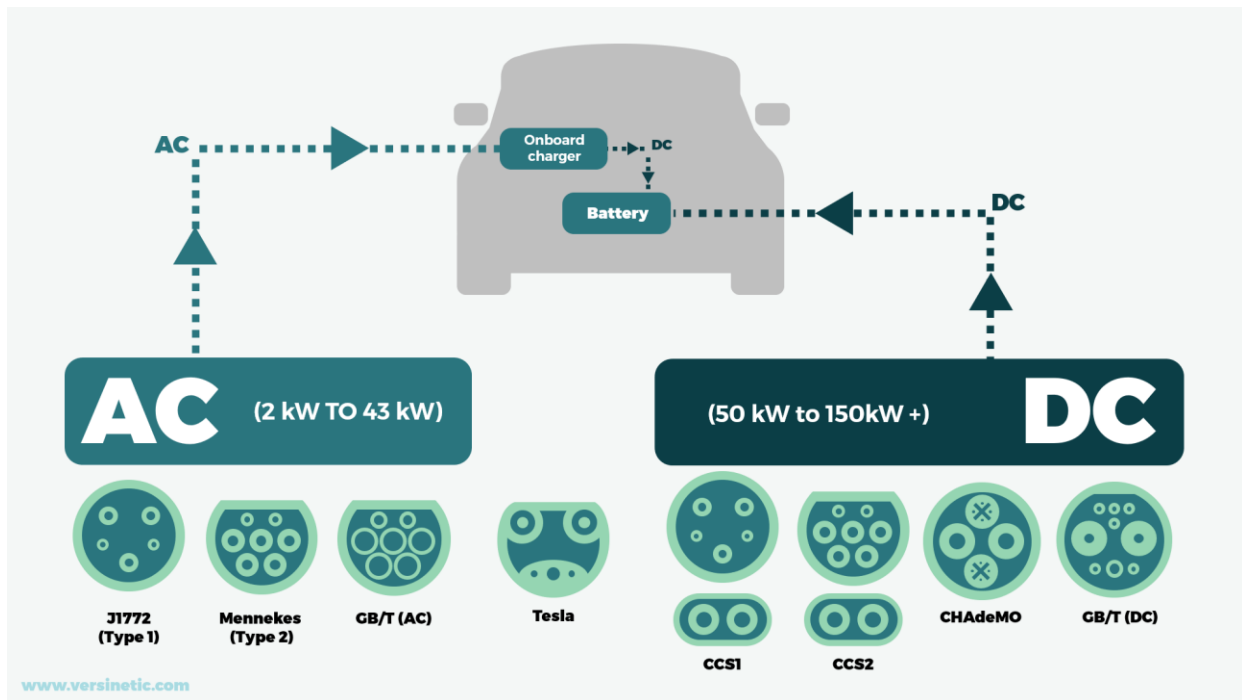 AC
Onboard
charger
DC
Battery
DC
AC (2 kW TO 43 kW)
(50 kW to 150kW +) DC
J1772
(Type 1)
Mennekes
(Type 2)
GB/T (AC)
Tesla
CCS1
CCS2
CHAdeMO
GB/T (DC)
www.versinetic.com